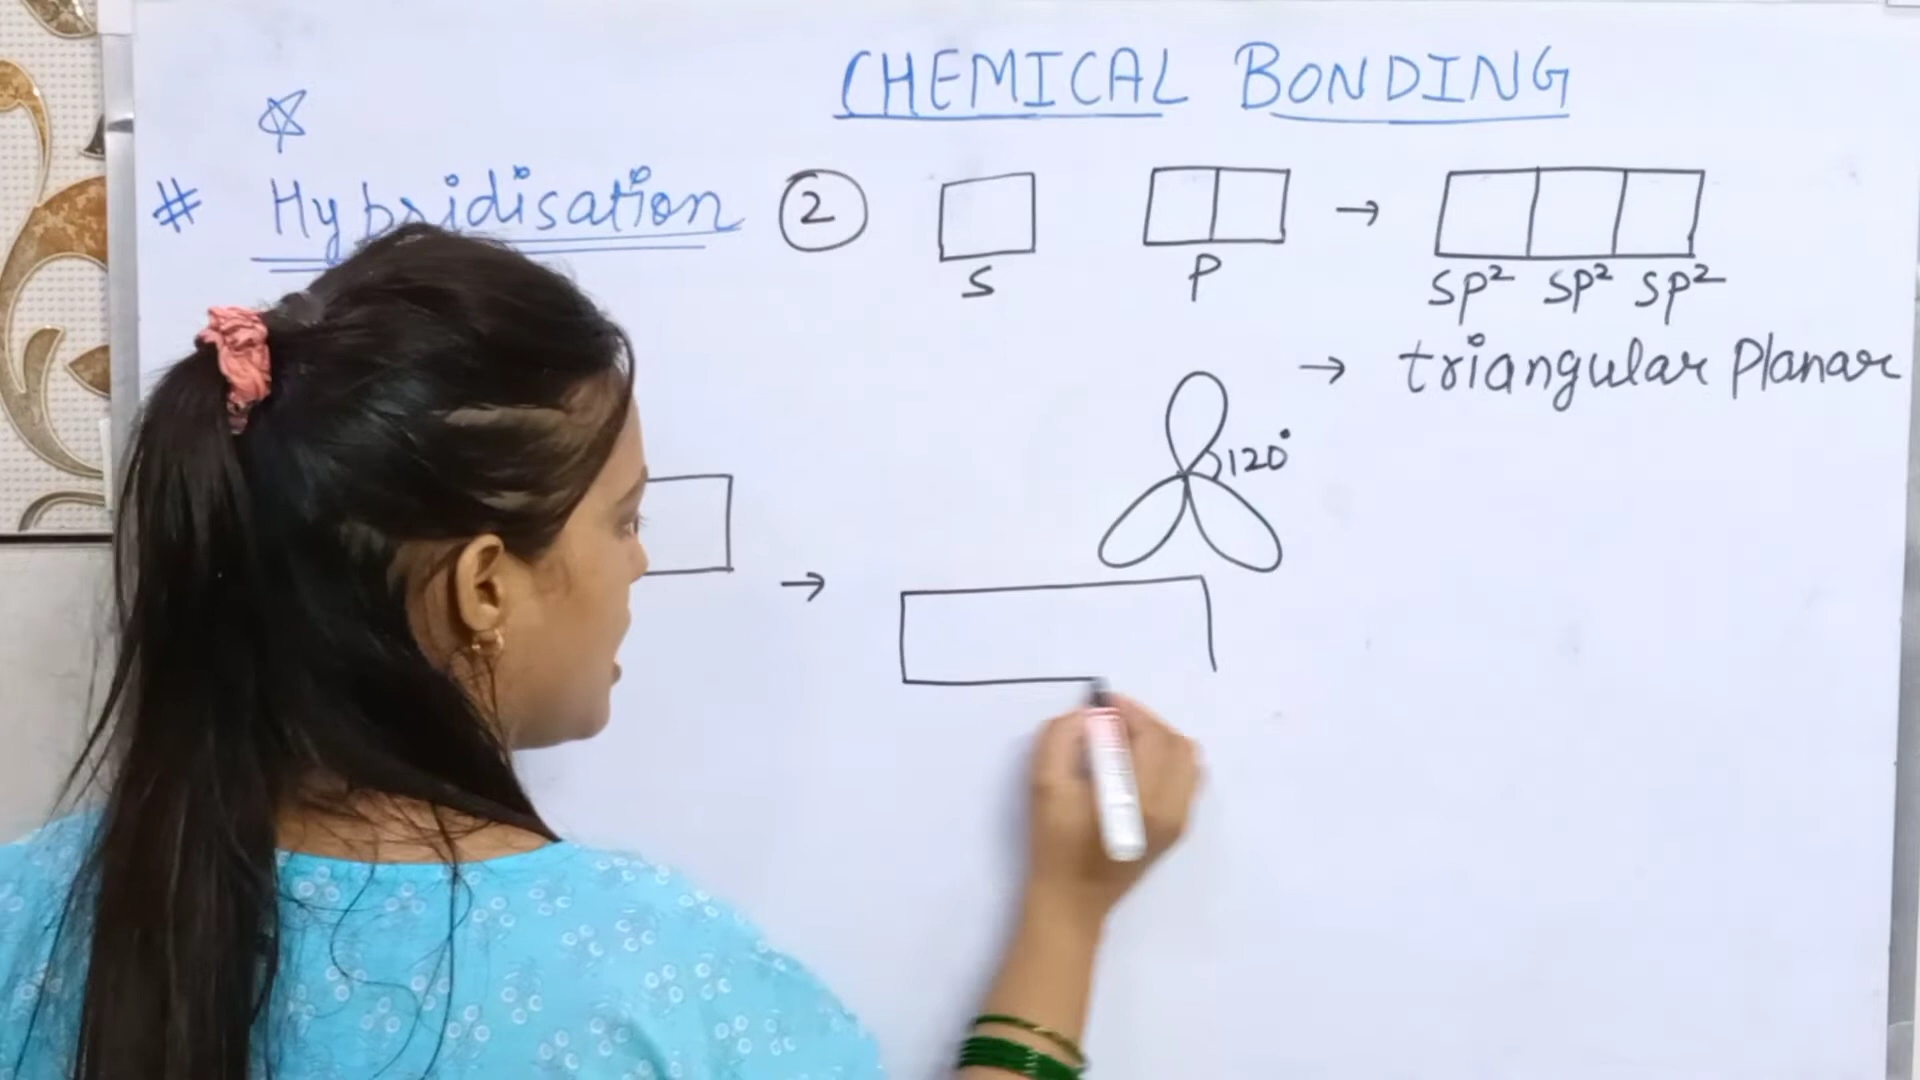 CHEMICAL BONDING
# Hybridisation
2 S P → sp² sp² sp²
→ triangular Planar
120°
→